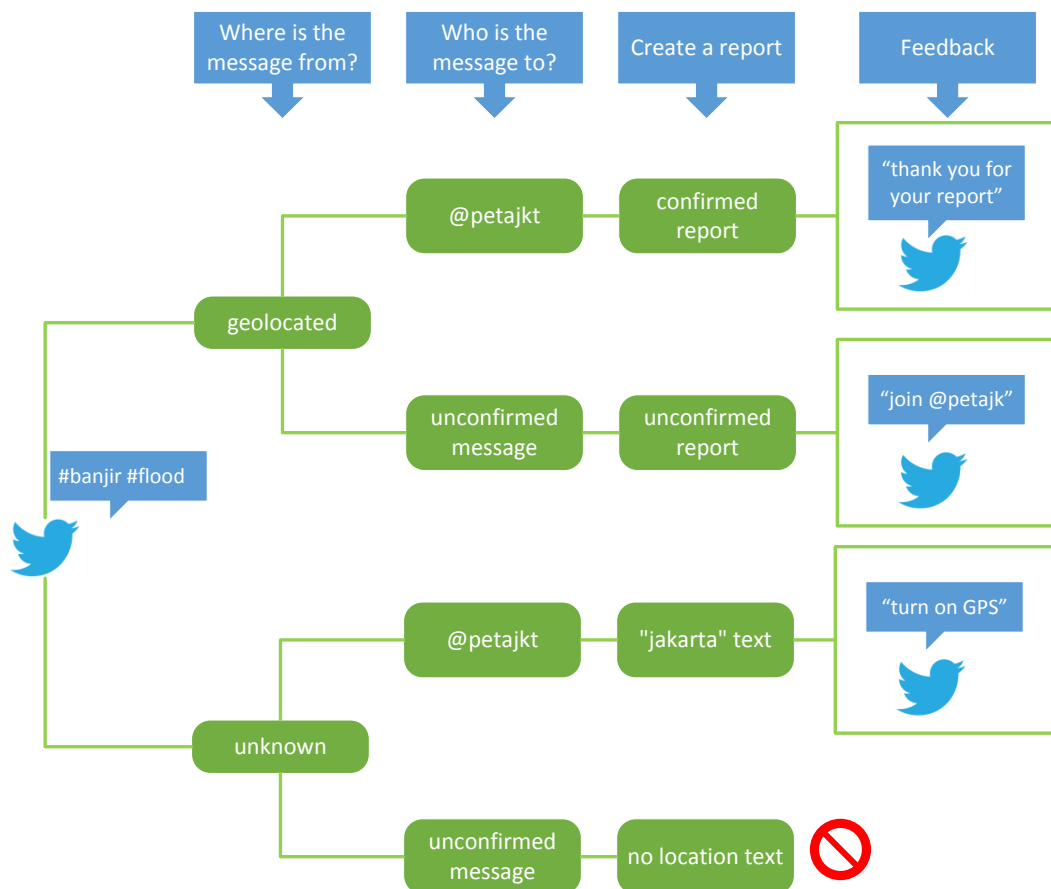 Where is the
message from?
Who is the
message to?
Create a report
Feedback
“thank you for
your report”
@petajkt
confirmed
report
geolocated
“join @petajk”
unconfirmed
message
unconfirmed
report
#banjir #flood
“turn on GPS”
@petajkt
"jakarta" text
unknown
unconfirmed
message
no location text